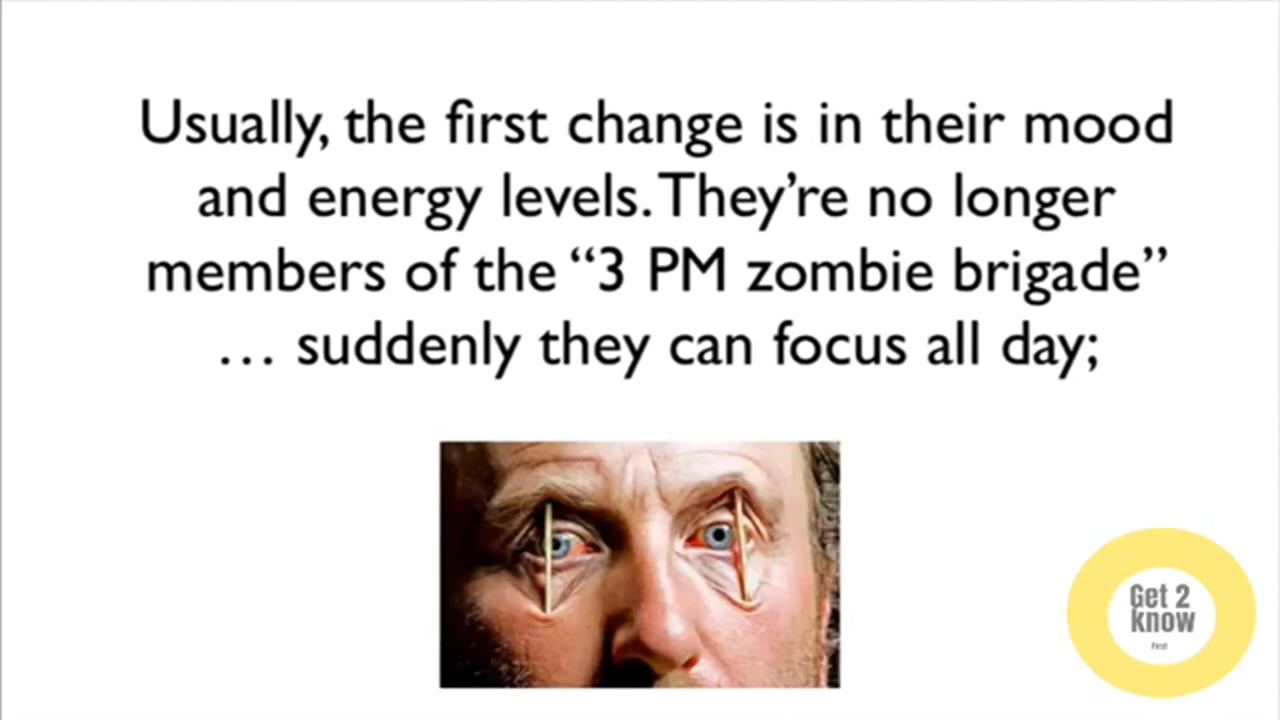 Usually, the first change is in their mood
and energy levels. They’re no longer
members of the “3 PM zombie brigade”
… suddenly they can focus all day;
Get 2
know
First